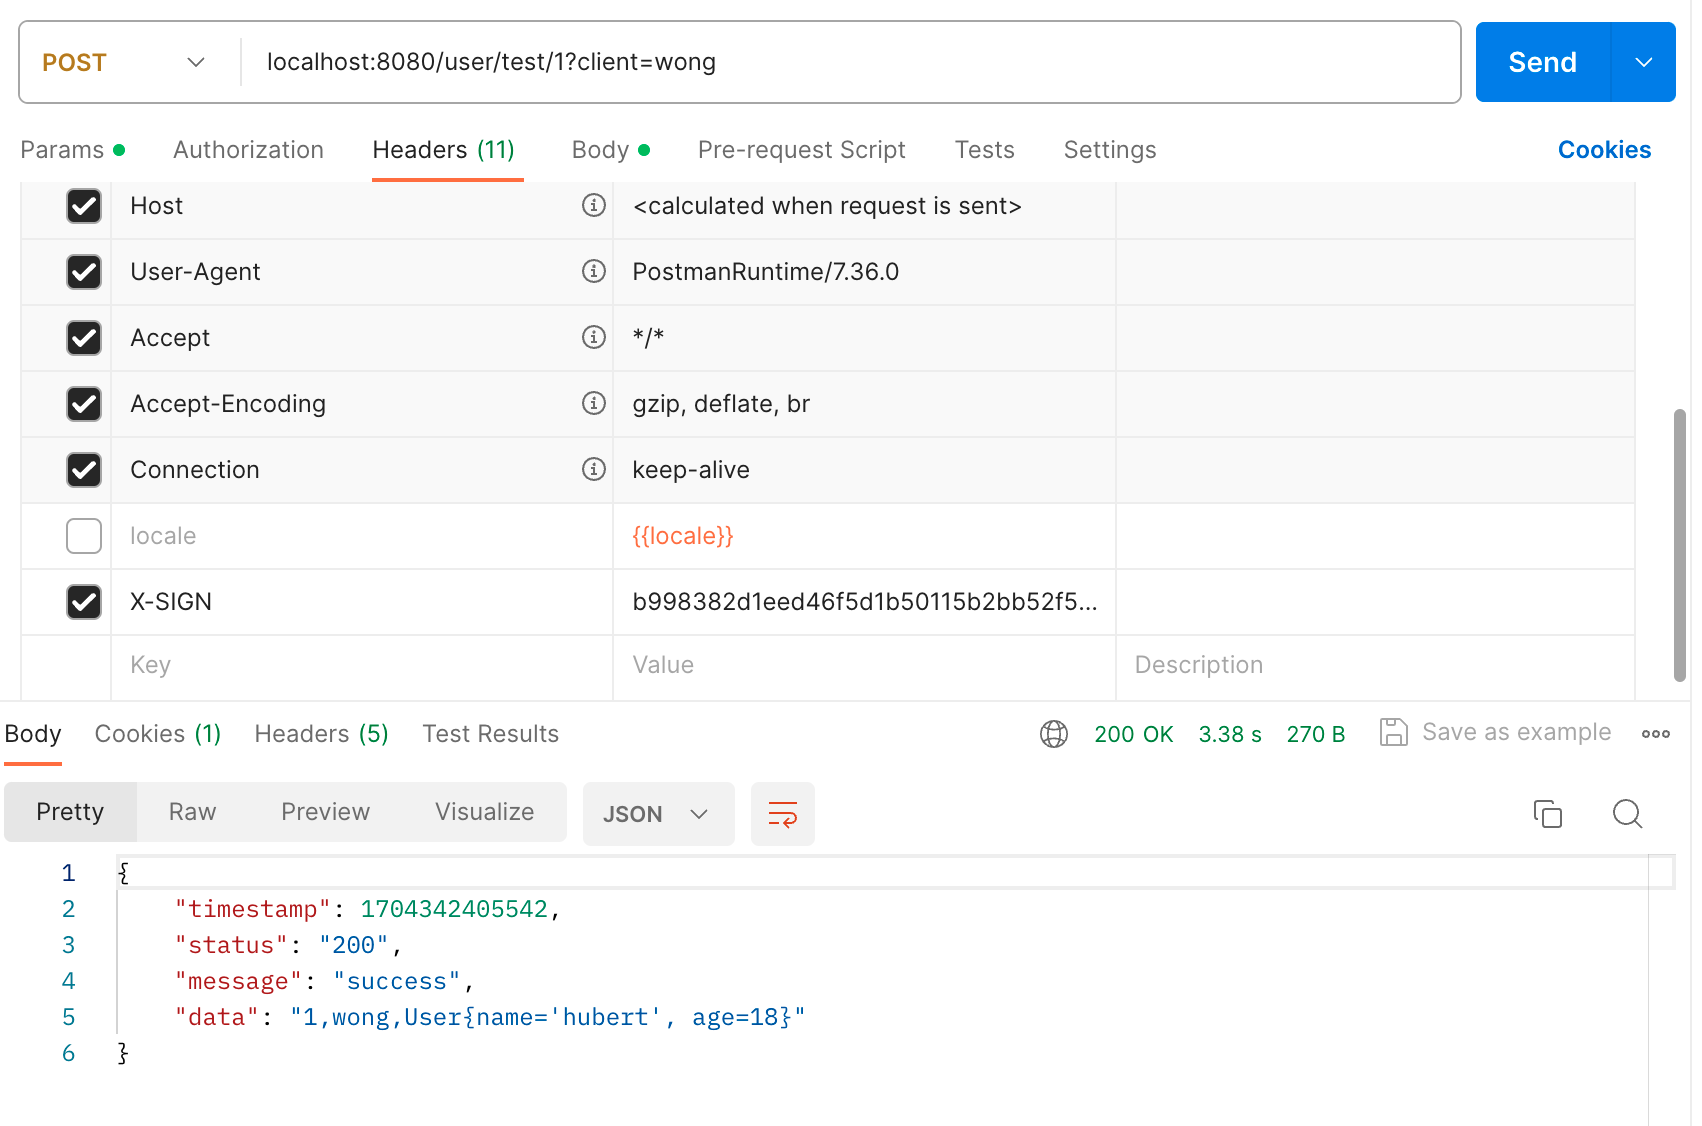 POST localhost:8080/user/test/1?client=wong Send
Params Authorization Headers (11) Body Pre-request Script Tests Settings Cookies
Host <calculated when request is sent>
User-Agent PostmanRuntime/7.36.0
Accept */*
Accept-Encoding gzip, deflate, br
Connection keep-alive
locale {{locale}}
X-SIGN b998382d1eed46f5d1b50115b2bb52f5...
Key Value Description
Body Cookies (1) Headers (5) Test Results 200 OK 3.38 s 270 B Save as example
Pretty Raw Preview Visualize JSON
1 {
2 "timestamp": 1704342405542,
3 "status": "200",
4 "message": "success",
5 "data": "1,wong,User{name='hubert', age=18}"
6 }